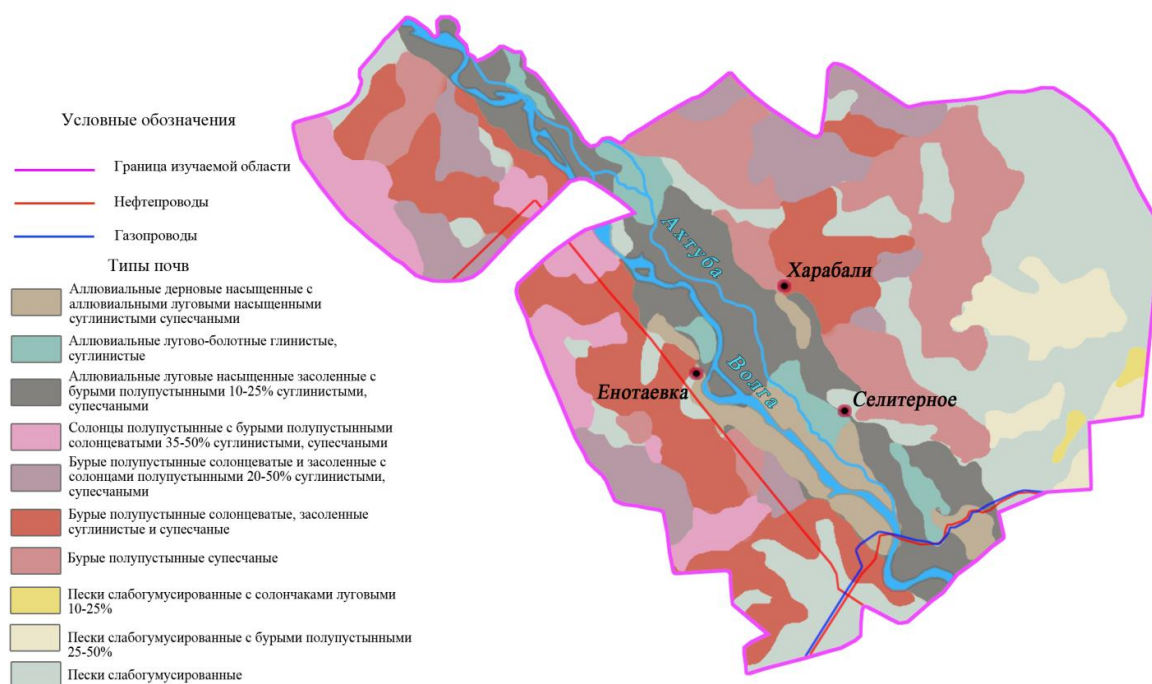 Условные обозначения
Граница изучаемой области
Нефтепроводы
Газопроводы
Типы почв
Аллювиальные дерновые насыщенные с
аллювиальными луговыми насыщенными
суглинистыми супесчаными
Аллювиальные лугово-болотные глинистые,
суглинистые
Аллювиальные луговые насыщенные засоленные с
бурыми полупустынными 10-25% суглинистыми,
супесчаными
Солонцы полупустынные с бурыми полупустынными
солонцеватыми 35-50% суглинистыми, супесчаными
Бурые полупустынные солонцеватые и засоленные с
солонцами полупустынными 20-50% суглинистыми,
супесчаными
Бурые полупустынные солонцеватые, засоленные
суглинистые и супесчаные
Бурые полупустынные супесчаные
Пески слабогумусированные с солончаками луговыми
10-25%
Пески слабогумусированные с бурыми полупустынными
25-50%
Пески слабогумусированные
Ахтуба
Харабали
Волга
Енотаевка
Селитерное